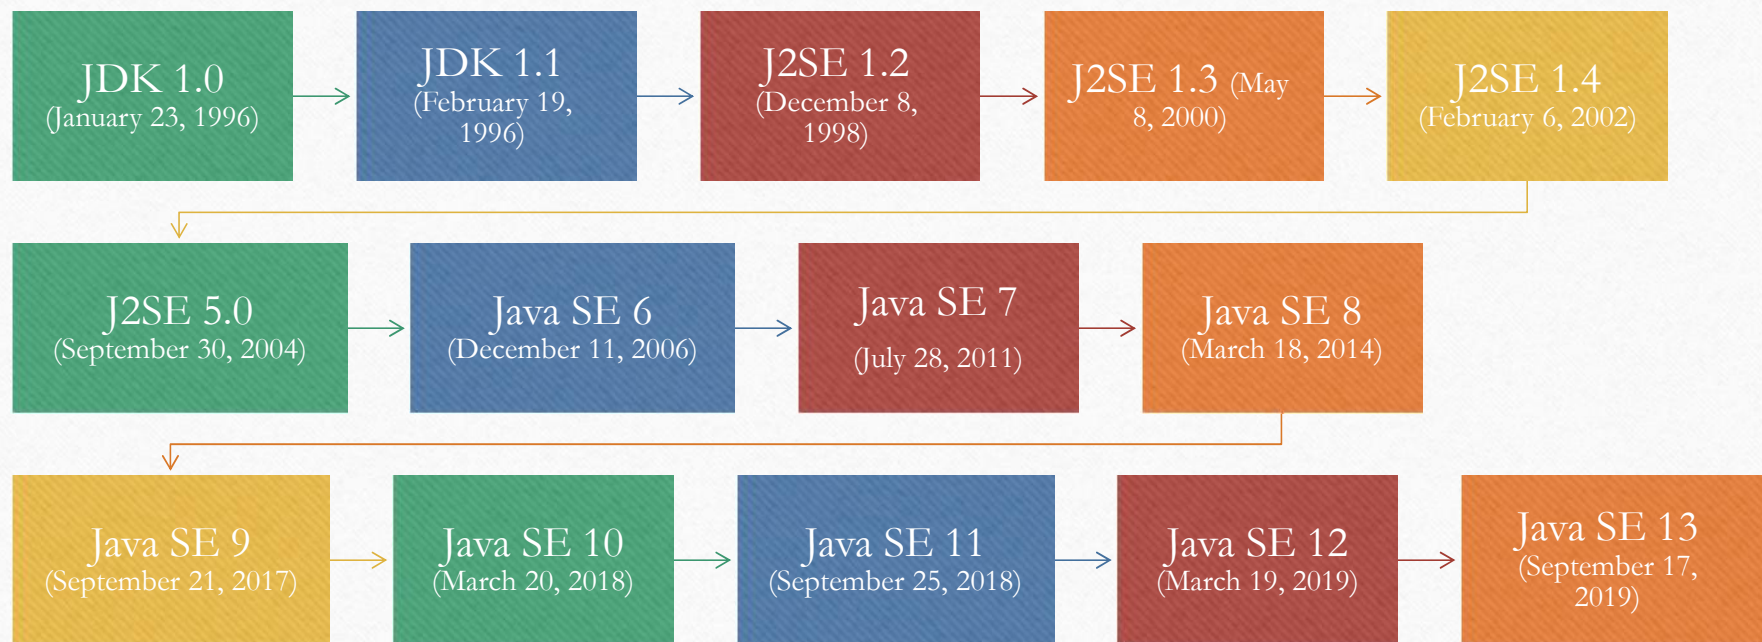 JDK 1.0
(January 23, 1996)
JDK 1.1
(February 19,
1996)
J2SE 1.2
(December 8,
1998)
J2SE 1.3 (May
8, 2000)
J2SE 1.4
(February 6, 2002)
J2SE 5.0
(September 30, 2004)
Java SE 6
(December 11, 2006)
Java SE 7
(July 28, 2011)
Java SE 8
(March 18, 2014)
Java SE 9
(September 21, 2017)
Java SE 10
(March 20, 2018)
Java SE 11
(September 25, 2018)
Java SE 12
(March 19, 2019)
Java SE 13
(September 17,
2019)